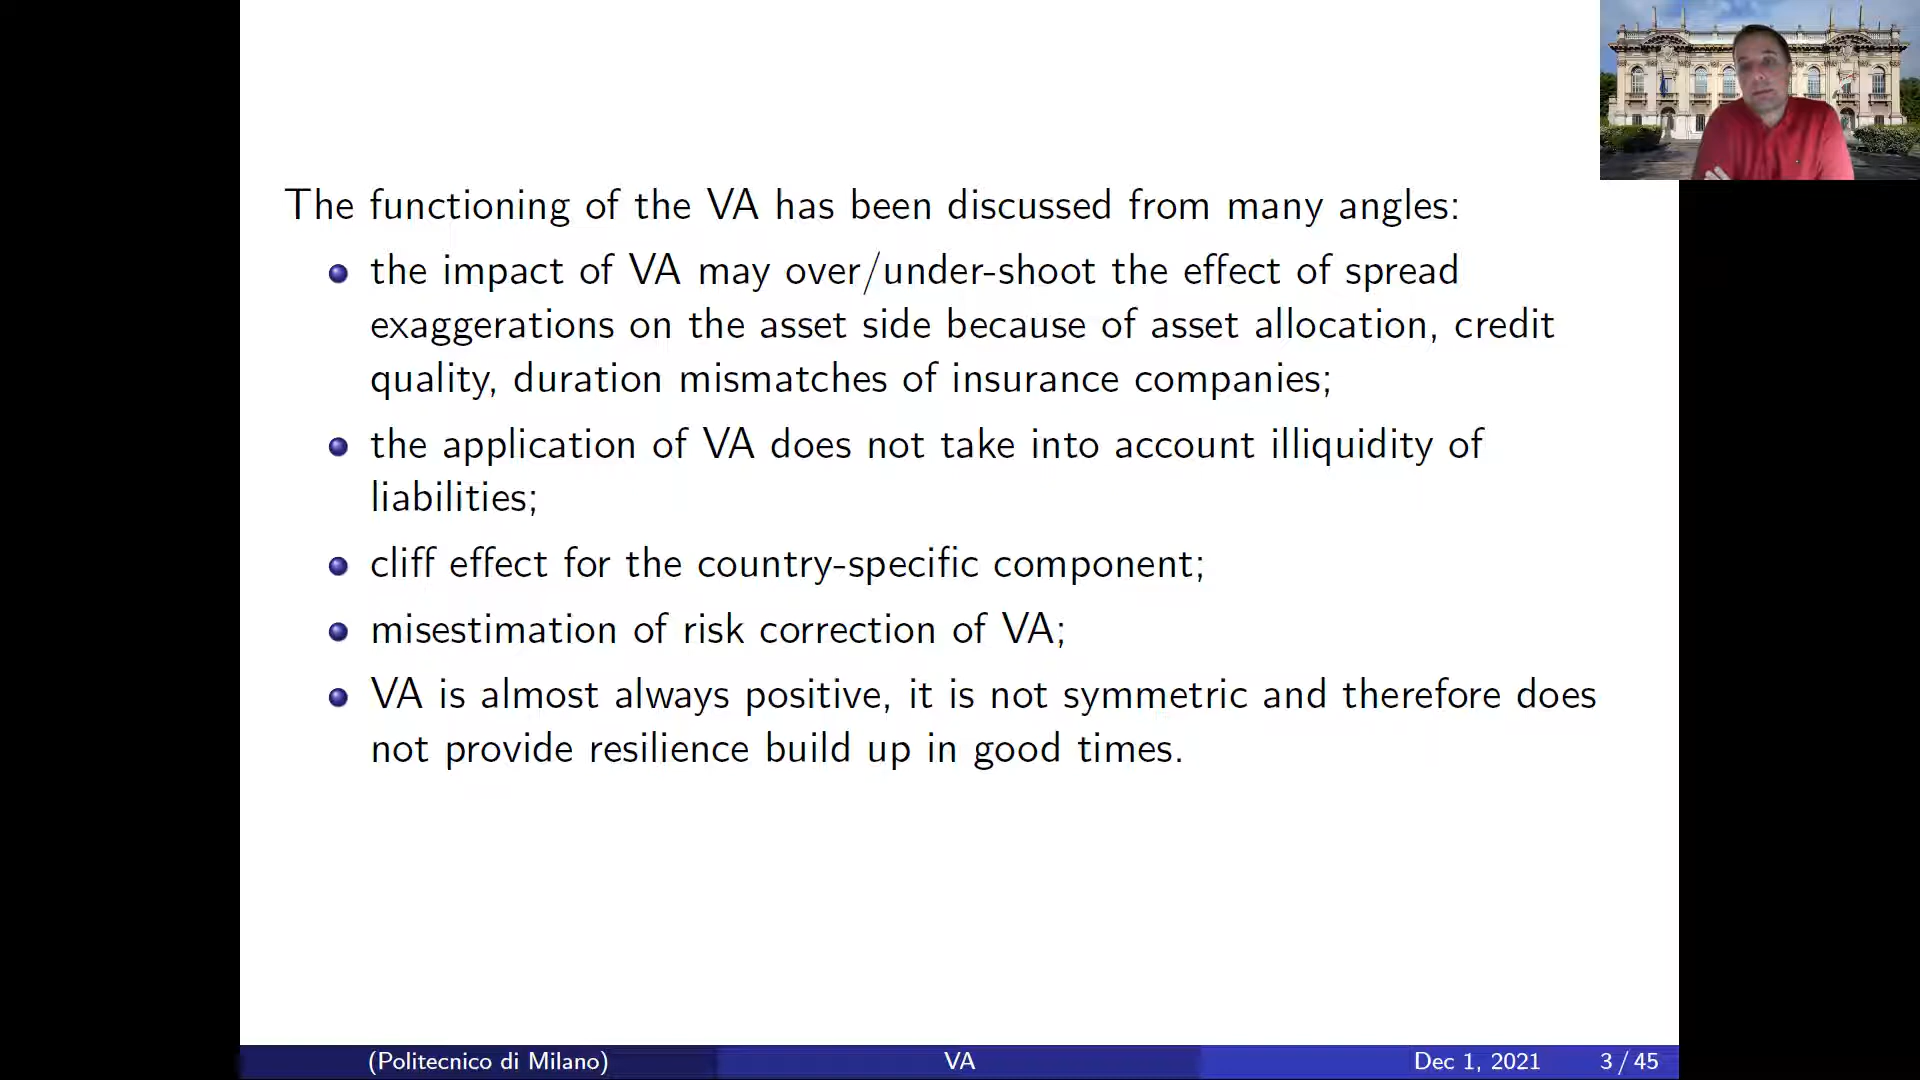 The functioning of the VA has been discussed from many angles:
the impact of VA may over/under-shoot the effect of spread
exaggerations on the asset side because of asset allocation, credit
quality, duration mismatches of insurance companies;
the application of VA does not take into account illiquidity of
liabilities;
cliff effect for the country-specific component;
misestimation of risk correction of VA;
VA is almost always positive, it is not symmetric and therefore does
not provide resilience build up in good times.
(Politecnico di Milano) VA Dec 1, 2021 3 / 45